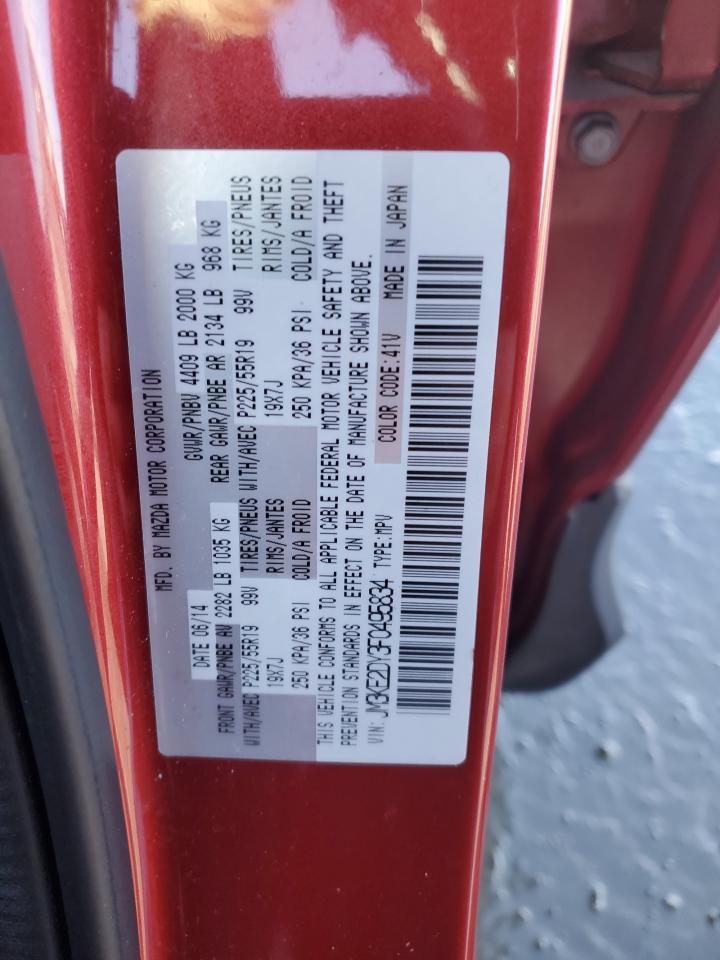 MFD. BY MAZDA MOTOR CORPORATION
DATE 06/14 GVWR/PNBV 4409 LB 2000 KG
FRONT GAWR/PNBE AV 2282 LB 1035 KG REAR GAWR/PNBE AR 2134 LB 968 KG
WITH/AVEC P225/55R19 99V TIRES/PNEUS WITH/AVEC P225/55R19 99V TIRES/PNEUS
19X7J RIMS/JANTES 19X7J RIMS/JANTES
250 KPA/36 PSI COLD/A FROID 250 KPA/36 PSI COLD/A FROID
THIS VEHICLE CONFORMS TO ALL APPLICABLE FEDERAL MOTOR VEHICLE SAFETY AND THEFT
PREVENTION STANDARDS IN EFFECT ON THE DATE OF MANUFACTURE SHOWN ABOVE.
VIN: JM3KE2DY3F0495834 TYPE:MPV COLOR CODE:41V MADE IN JAPAN